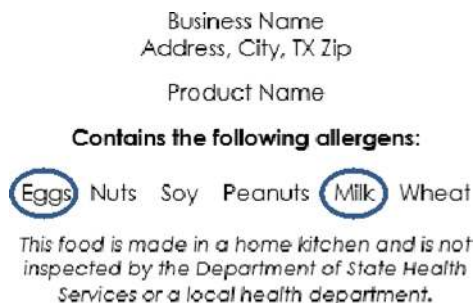 Business Name
Address, City, TX Zip
Product Name
Contains the following allergens:
Eggs Nuts Soy Peanuts Milk Wheat
This food is made in a home kitchen and is not
inspected by the Department of State Health
Services or a local health department.